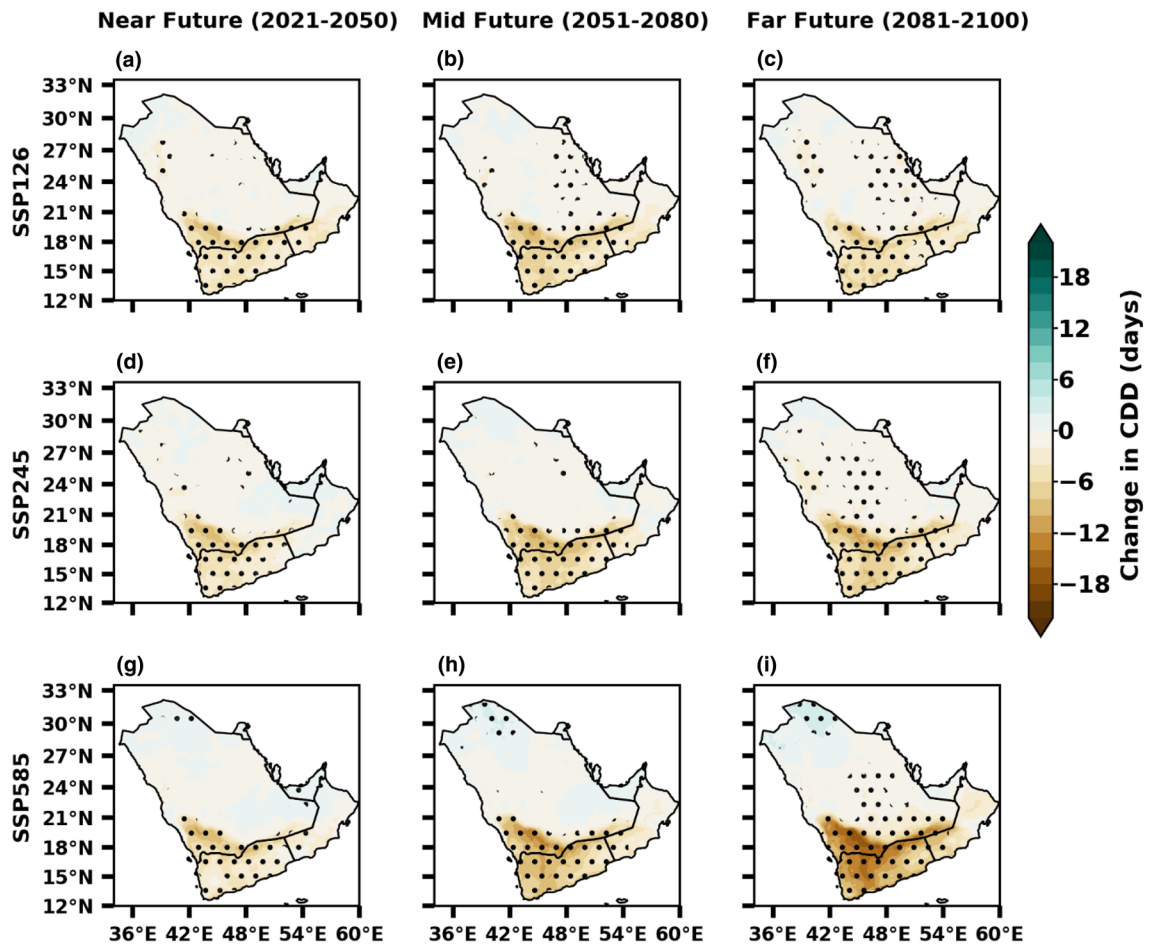 Near Future (2021-2050) Mid Future (2051-2080) Far Future (2081-2100)
(a) (b) (c)
SSP126
33°N
30°N
27°N
24°N
21°N
18°N
15°N
12°N
(d) (e) (f)
SSP245
33°N
30°N
27°N
24°N
21°N
18°N
15°N
12°N
(g) (h) (i)
SSP585
33°N
30°N
27°N
24°N
21°N
18°N
15°N
12°N
36°E 42°E 48°E 54°E 60°E 36°E 42°E 48°E 54°E 60°E 36°E 42°E 48°E 54°E 60°E
18
12
6
0
−6
−12
−18
Change in CDD (days)